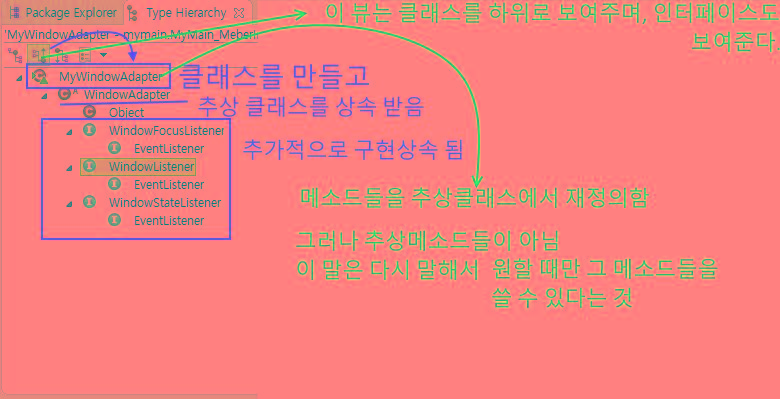 Package Explorer Type Hierarchy
이 뷰는 클래스를 하위로 보여주며, 인터페이스도
보여준다.
'MyWindowAdapter - mymain.MyMain_Meberl
MyWindowAdapter
클래스를 만들고
WindowAdapter
추상 클래스를 상속 받음
Object
WindowFocusListener
추가적으로 구현상속 됨
EventListener
WindowListener
EventListener
메소드들을 추상클래스에서 재정의함
WindowStateListener
EventListener
그러나 추상메소드들이 아님
이 말은 다시 말해서 원할 때만 그 메소드들을
쓸 수 있다는 것